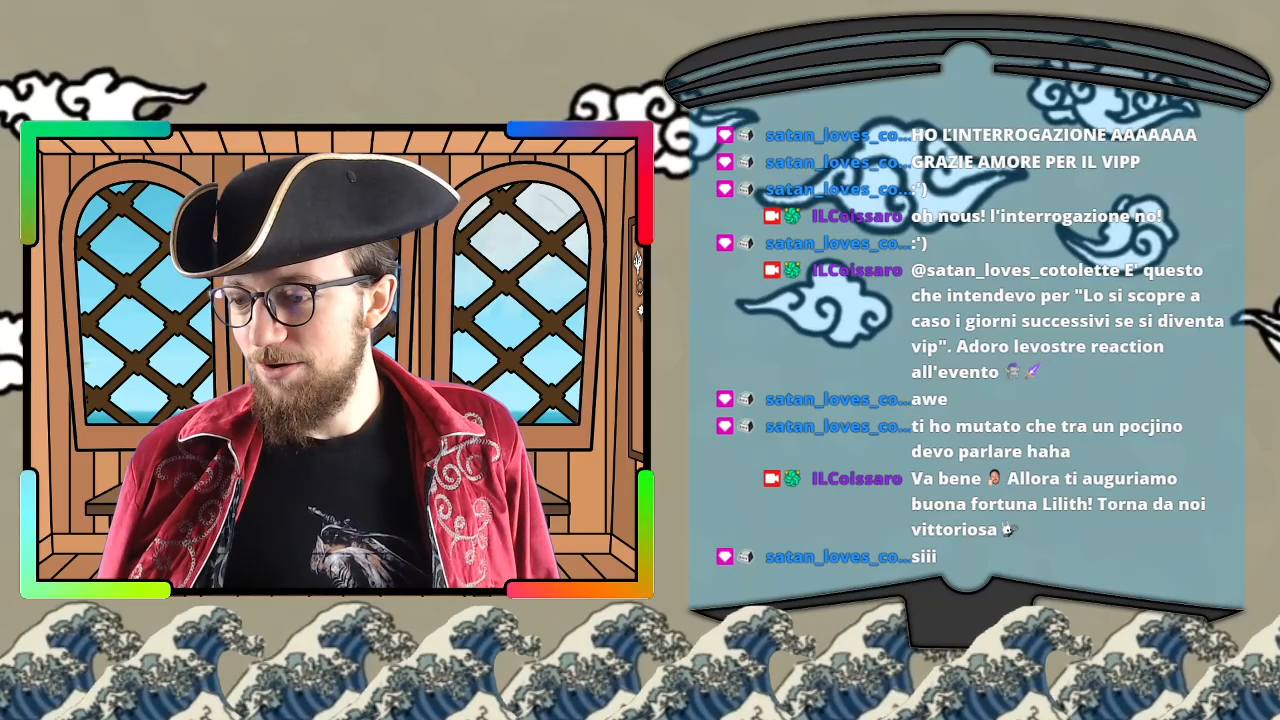 satan_loves_co...HO L'INTERROGAZIONE AAAAAAA
satan_loves_co...GRAZIE AMORE PER IL VIPP
satan_loves_co...:')
ILCoissaro oh nous! l'interrogazione no!
satan_loves_co...:')
ILCoissaro @satan_loves_cotolette E' questo
che intendevo per "Lo si scopre a
caso i giorni successivi se si diventa
vip". Adoro levostre reaction
all'evento
satan_loves_co...awe
satan_loves_co...ti ho mutato che tra un pocjino
devo parlare haha
ILCoissaro Va bene Allora ti auguriamo
buona fortuna Lilith! Torna da noi
vittoriosa
satan_loves_co...siii